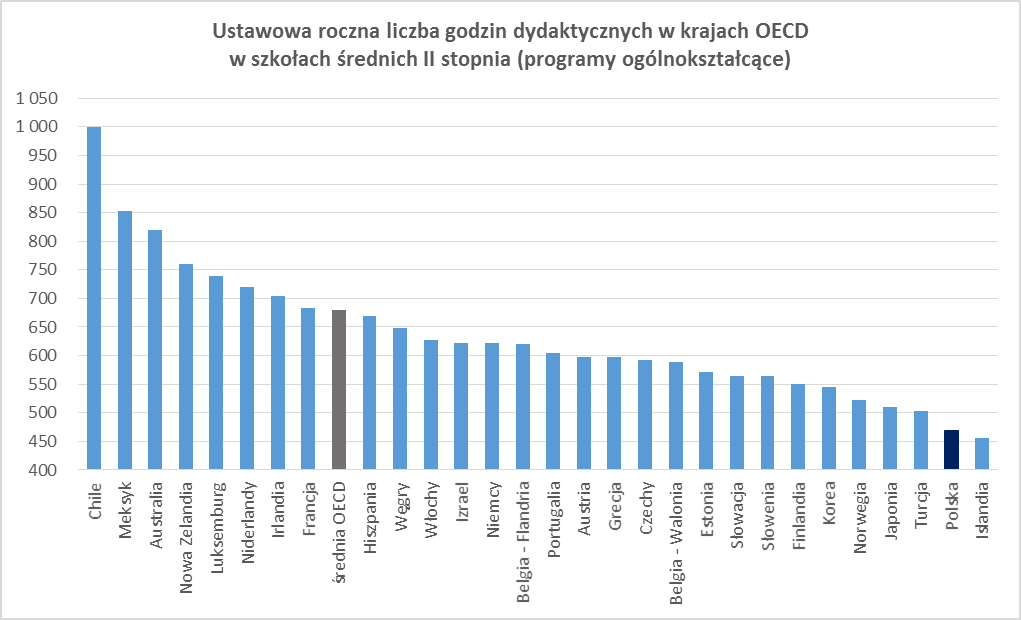 Ustawowa roczna liczba godzin dydaktycznych w krajach OECD
w szkołach średnich II stopnia (programy ogólnokształcące)
1 050
1 000
950
900
850
800
750
700
650
600
550
500
450
400
Chile
Meksyk
Australia
Nowa Zelandia
Luksemburg
Niderlandy
Irlandia
Francja
średnia OECD
Hiszpania
Węgry
Włochy
Izrael
Niemcy
Belgia - Flandria
Portugalia
Austria
Grecja
Czechy
Belgia - Walonia
Estonia
Słowacja
Słowenia
Finlandia
Korea
Norwegia
Japonia
Turcja
Polska
Islandia